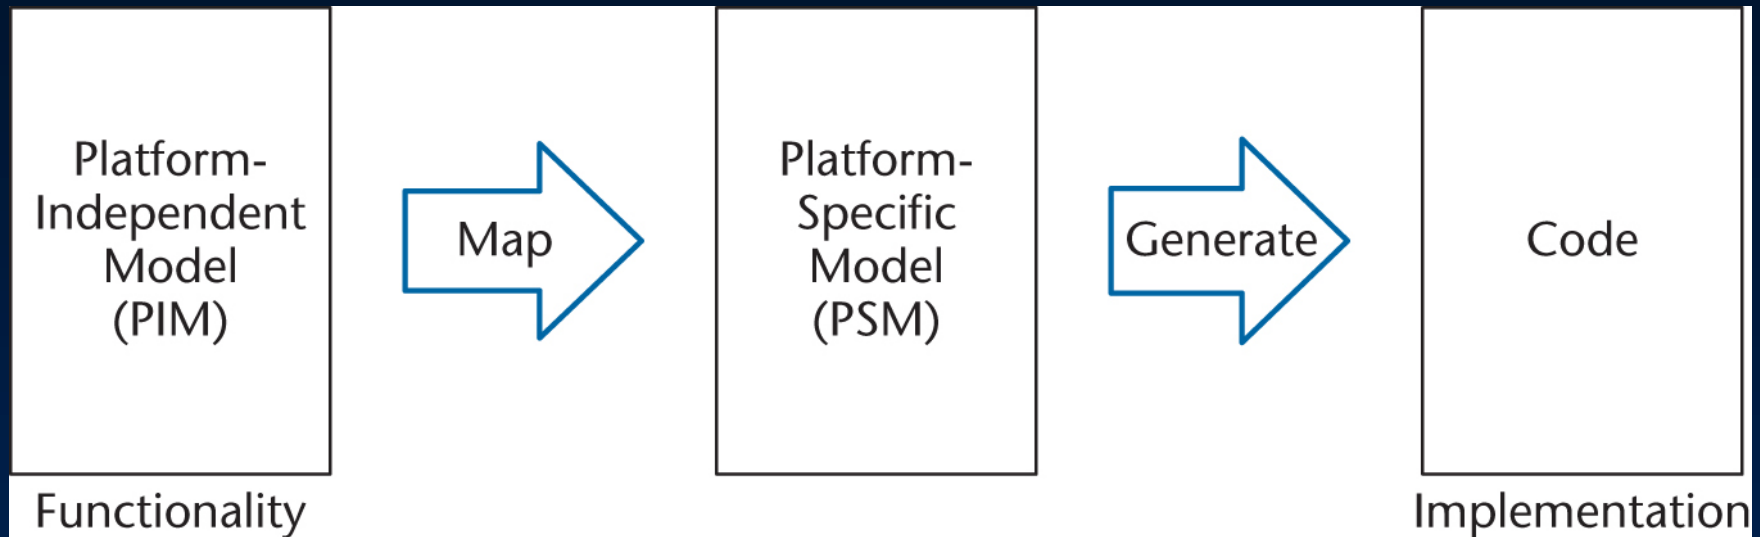 Platform-
Independent
Model
(PIM)
Map
Platform-
Specific
Model
(PSM)
Generate
Code
Functionality
Implementation